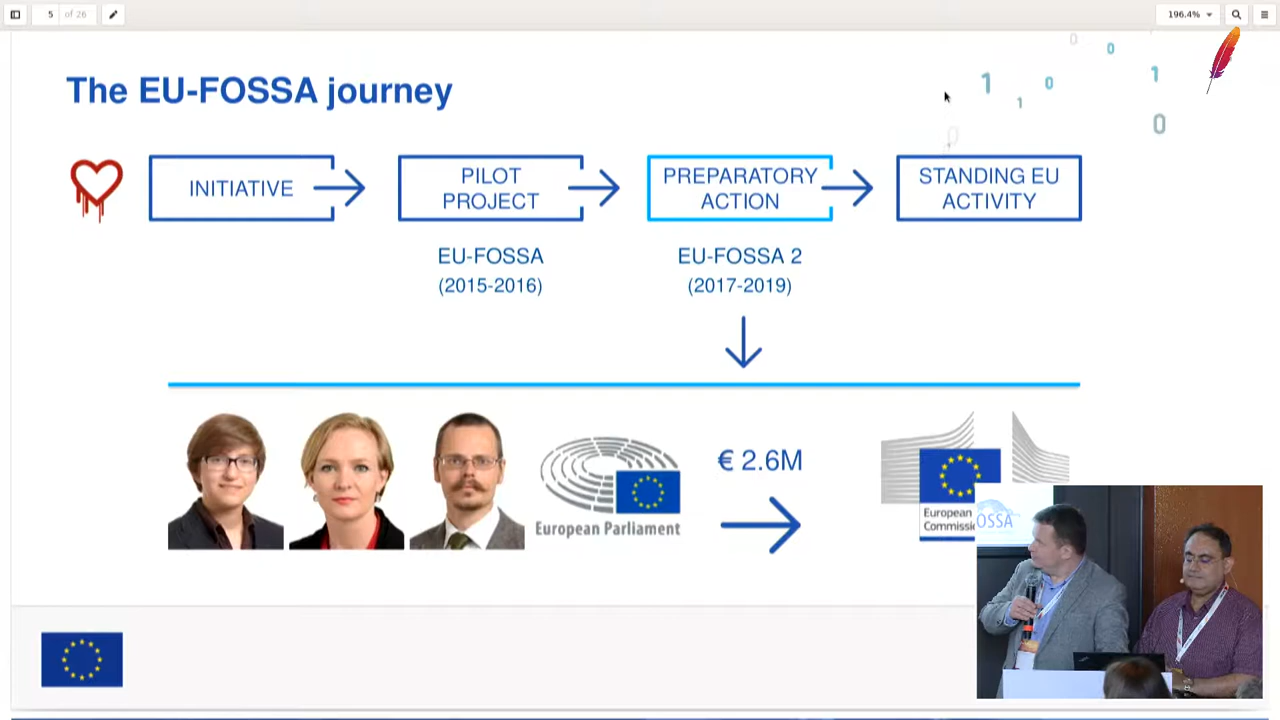 5 of 26
196.4%
The EU-FOSSA journey
1 0 0 1 1 0 0 0
INITIATIVE
PILOT
PROJECT
PREPARATORY
ACTION
STANDING EU
ACTIVITY
EU-FOSSA
(2015-2016)
EU-FOSSA 2
(2017-2019)
€ 2.6M
European Parliament
European
Commissi
OSSA